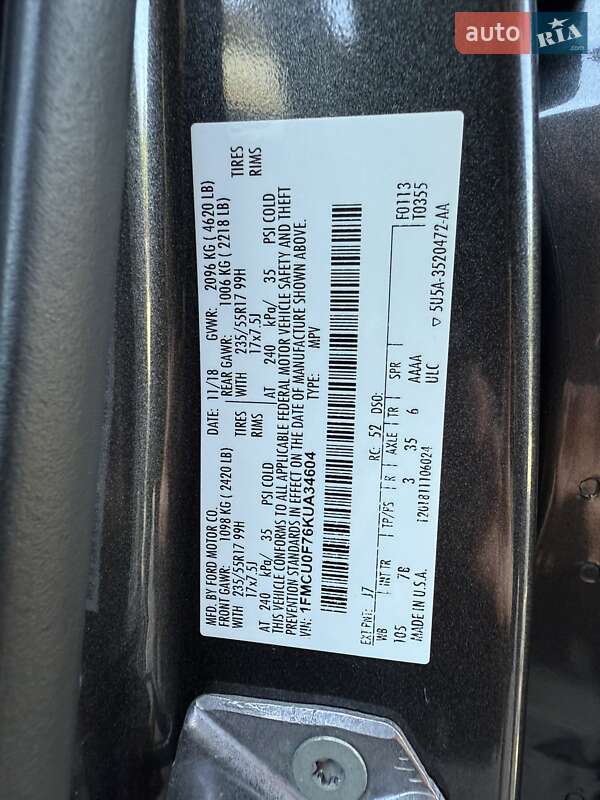 auto RIA.com
MFD. BY FORD MOTOR CO. DATE: 11/18 GVWR: 2096 KG ( 4620 LB)
FRONT GAWR: 1098 KG ( 2420 LB) REAR GAWR: 1006 KG ( 2218 LB)
WITH 235/55R17 99H TIRES WITH 235/55R17 99H TIRES
17x7.5J RIMS 17x7.5J RIMS
AT 240 kPa/ 35 PSI COLD AT 240 kPa/ 35 PSI COLD
THIS VEHICLE CONFORMS TO ALL APPLICABLE FEDERAL MOTOR VEHICLE SAFETY AND THEFT
PREVENTION STANDARDS IN EFFECT ON THE DATE OF MANUFACTURE SHOWN ABOVE.
VIN: 1FMCU0F76KUA34604 TYPE: MPV
EXT PNT: J7 RC: 52 DSO: F0113
WB INT TR TP/PS R AXLE TR SPR T0355
105 7B 3 35 6 AAAA
MADE IN U.S.A. ULC ▽ 5U5A-3520472-AA